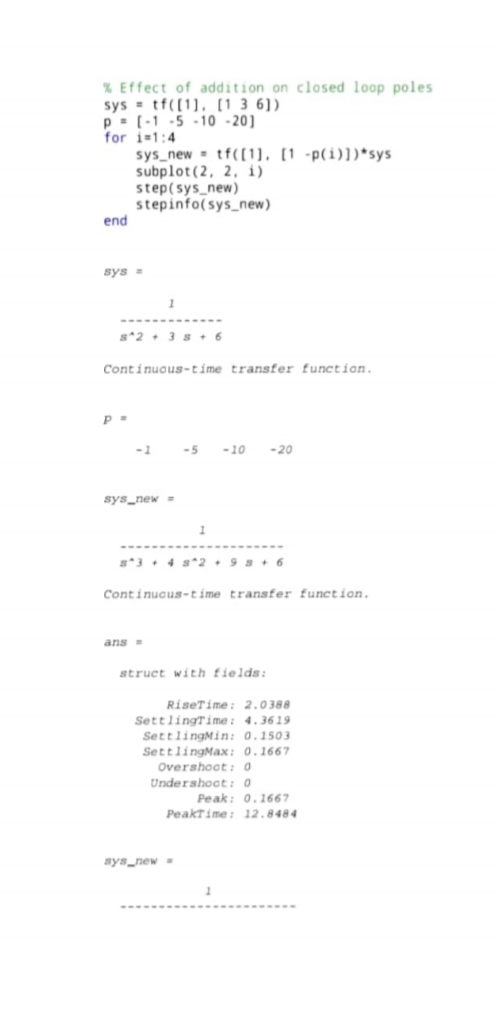 % Effect of addition on closed loop poles
sys = tf([1], [1 3 6])
p = [-1 -5 -10 -20]
for i=1:4
    sys_new = tf([1], [1 -p(i)])*sys
    subplot(2, 2, i)
    step(sys_new)
    stepinfo(sys_new)
end
sys =
1
-------------
s^2 + 3 s + 6
Continuous-time transfer function.
p =
-1 -5 -10 -20
sys_new =
1
---------------------
s^3 + 4 s^2 + 9 s + 6
Continuous-time transfer function.
ans =
struct with fields:
RiseTime: 2.0388
SettlingTime: 4.3619
SettlingMin: 0.1503
SettlingMax: 0.1667
Overshoot: 0
Undershoot: 0
Peak: 0.1667
PeakTime: 12.8484
sys_new =
1
-----------------------